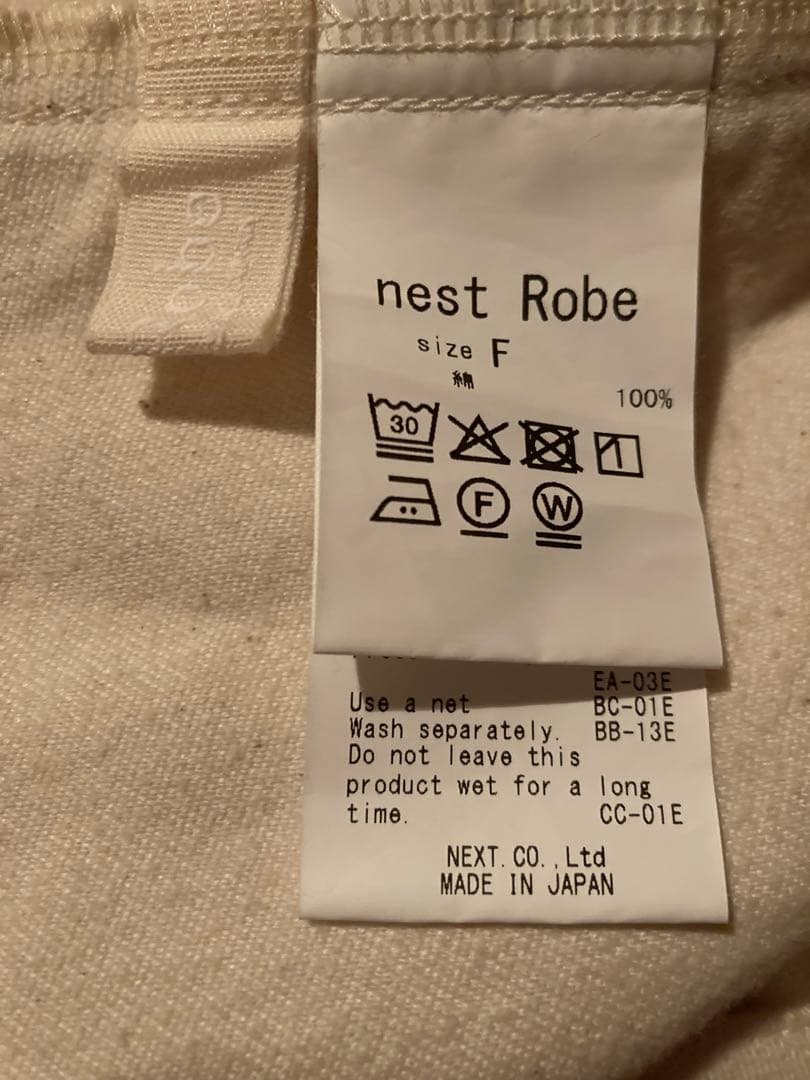 nest Robe
size F
綿
100%
30
F
W
EA-03E
Use a net BC-01E
Wash separately. BB-13E
Do not leave this
product wet for a long
time. CC-01E
NEXT.CO.,Ltd
MADE IN JAPAN